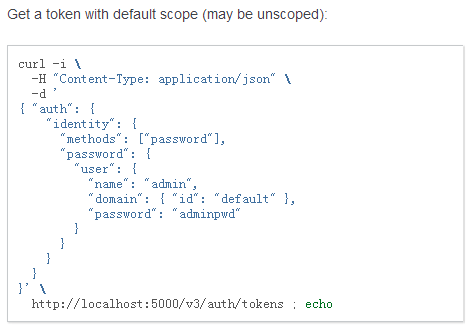 Get a token with default scope (may be unscoped):
curl -i \
  -H "Content-Type: application/json" \
  -d '
{ "auth": {
    "identity": {
      "methods": ["password"],
      "password": {
        "user": {
          "name": "admin",
          "domain": { "id": "default" },
          "password": "adminpwd"
        }
      }
    }
  }
}' \
  http://localhost:5000/v3/auth/tokens ; echo